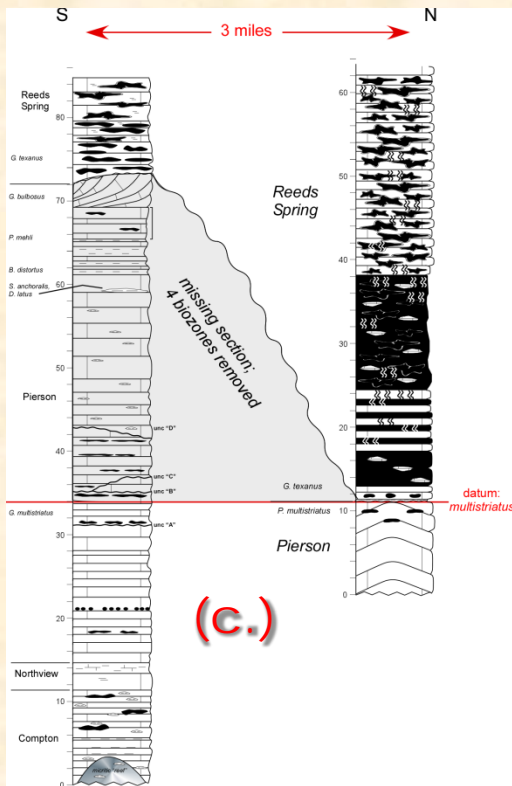 S
N
3 miles
Reeds
Spring
80
G. texanus
G. bulbosus
70
P. mehli
B. distortus
S. anchoralis,
D. latus
60
50
Pierson
unc "D"
40
unc "C"
unc "B"
G. multistriatus
unc "A"
30
20
Northview
10
Compton
0
missing section;
4 biozones removed
60
50
Reeds
Spring
40
30
20
G. texanus
datum:
multistriatus
P. multistriatus
10
Pierson
0
(C.)